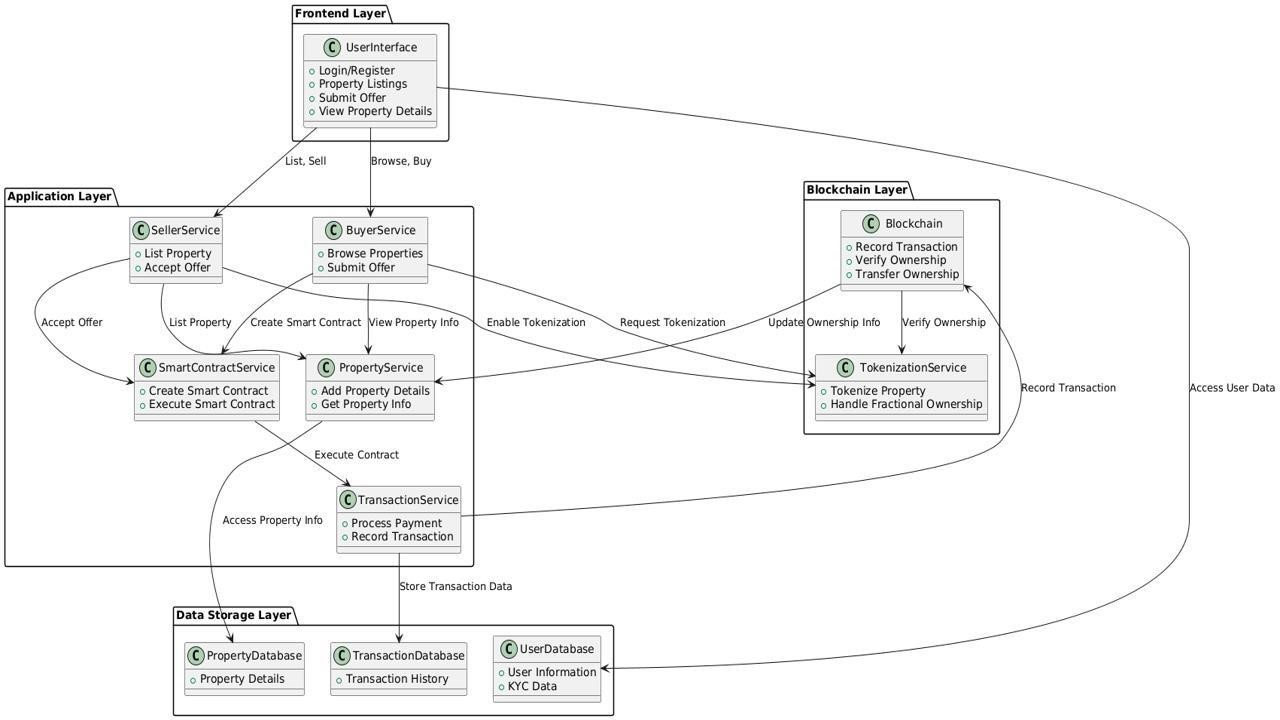 Frontend Layer
C UserInterface
Login/Register
Property Listings
Submit Offer
View Property Details
List, Sell
Browse, Buy
Application Layer
C SellerService
List Property
Accept Offer
C BuyerService
Browse Properties
Submit Offer
Blockchain Layer
C Blockchain
Record Transaction
Verify Ownership
Transfer Ownership
Accept Offer
List Property
Create Smart Contract
View Property Info
Enable Tokenization
Request Tokenization
Update Ownership Info
Verify Ownership
C SmartContractService
Create Smart Contract
Execute Smart Contract
C PropertyService
Add Property Details
Get Property Info
C TokenizationService
Tokenize Property
Handle Fractional Ownership
Record Transaction
Access User Data
Execute Contract
C TransactionService
Process Payment
Record Transaction
Access Property Info
Store Transaction Data
Data Storage Layer
C PropertyDatabase
Property Details
C TransactionDatabase
Transaction History
C UserDatabase
User Information
KYC Data